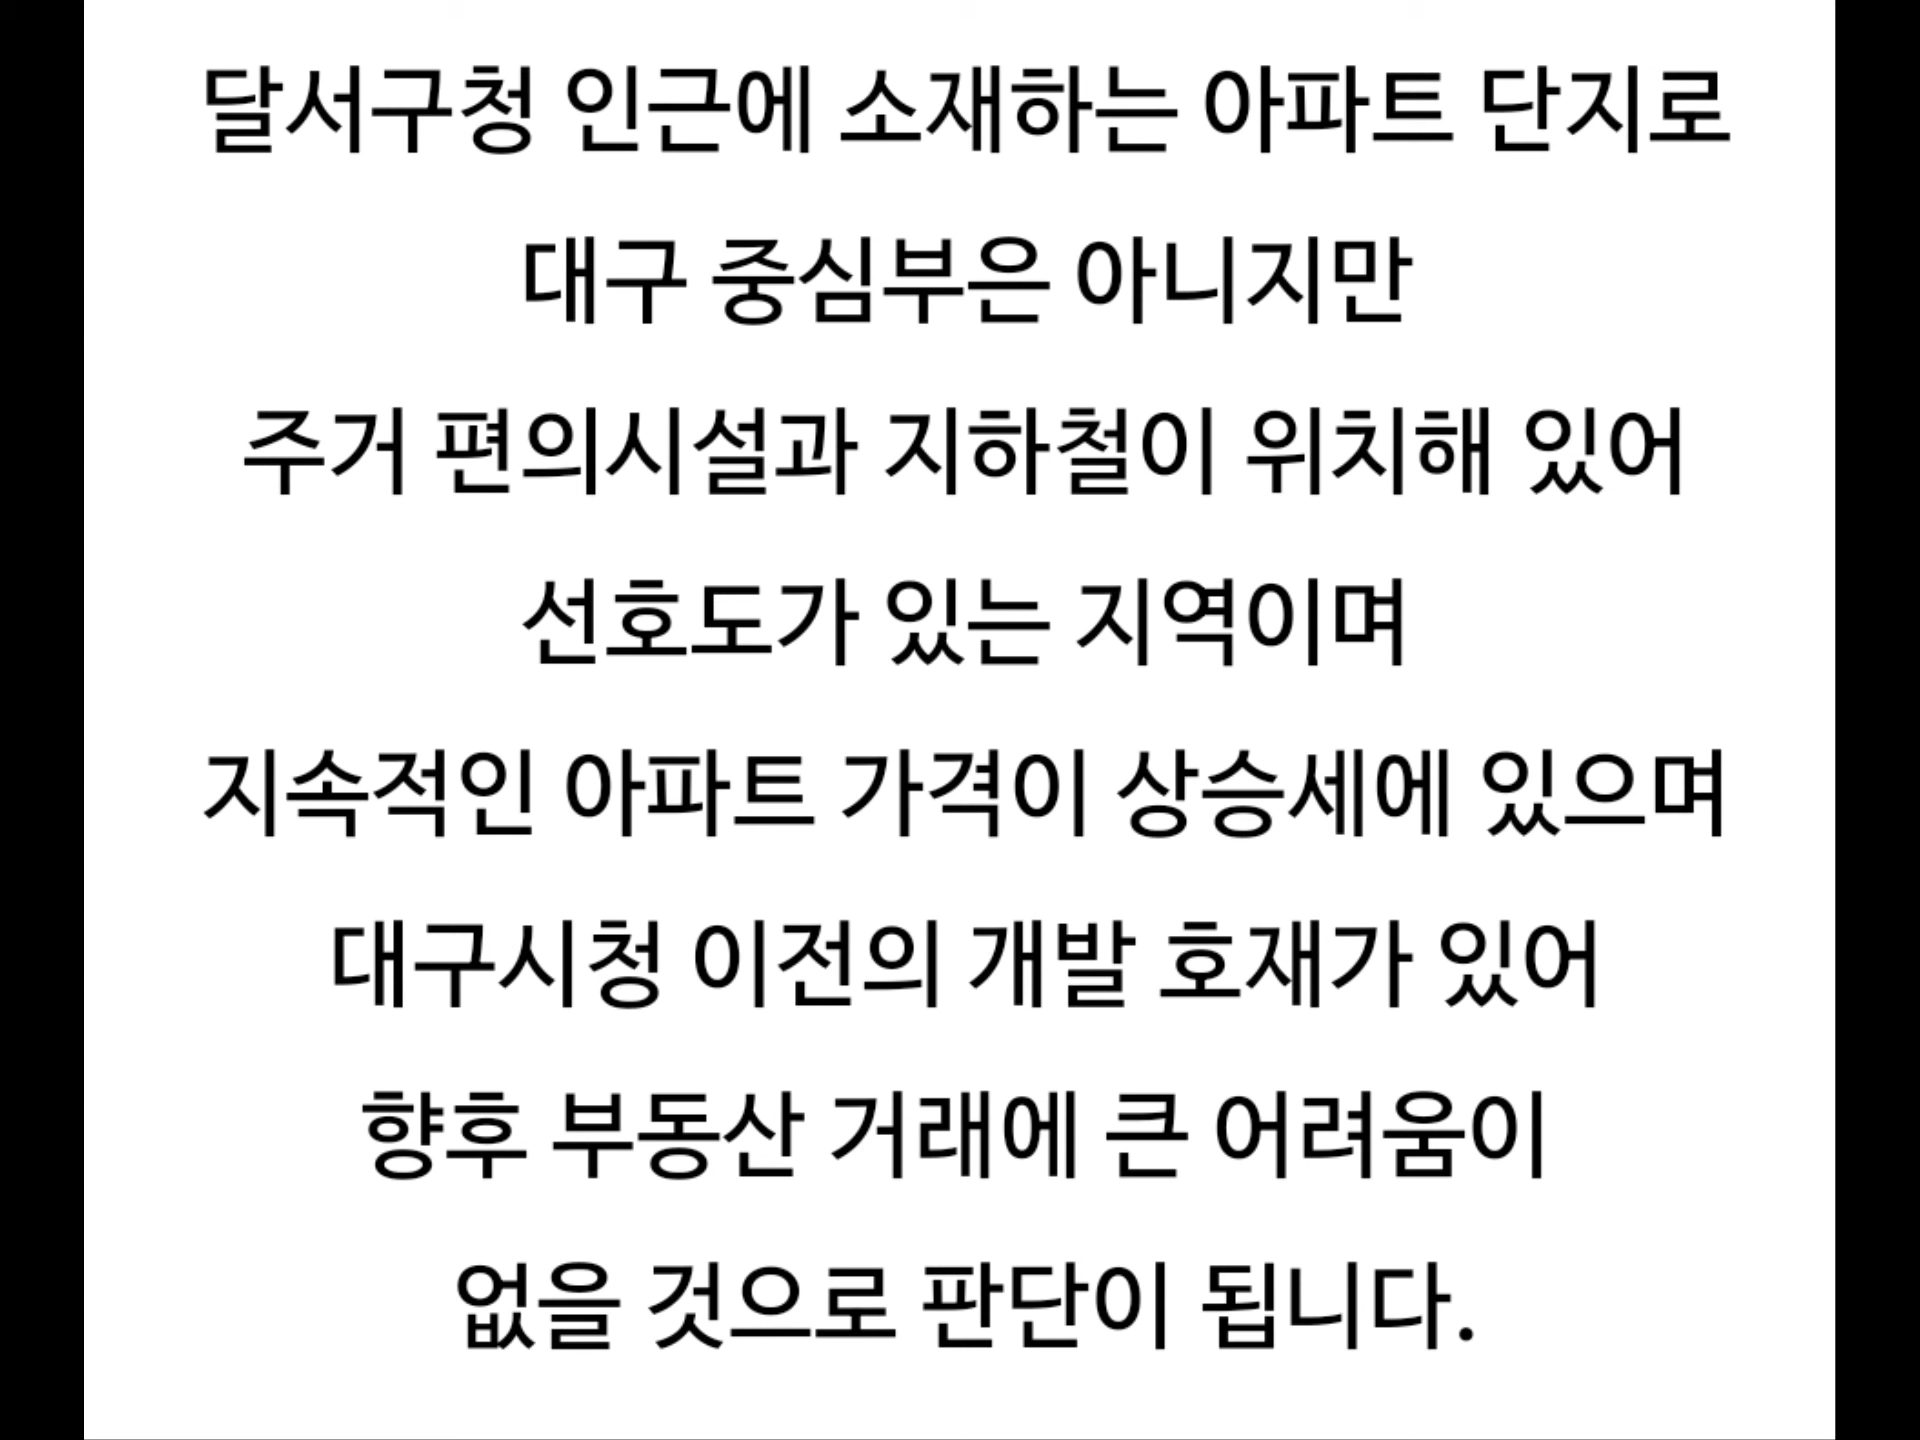 달서구청 인근에 소재하는 아파트 단지로
대구 중심부은 아니지만
주거 편의시설과 지하철이 위치해 있어
선호도가 있는 지역이며
지속적인 아파트 가격이 상승세에 있으며
대구시청 이전의 개발 호재가 있어
향후 부동산 거래에 큰 어려움이
없을 것으로 판단이 됩니다.